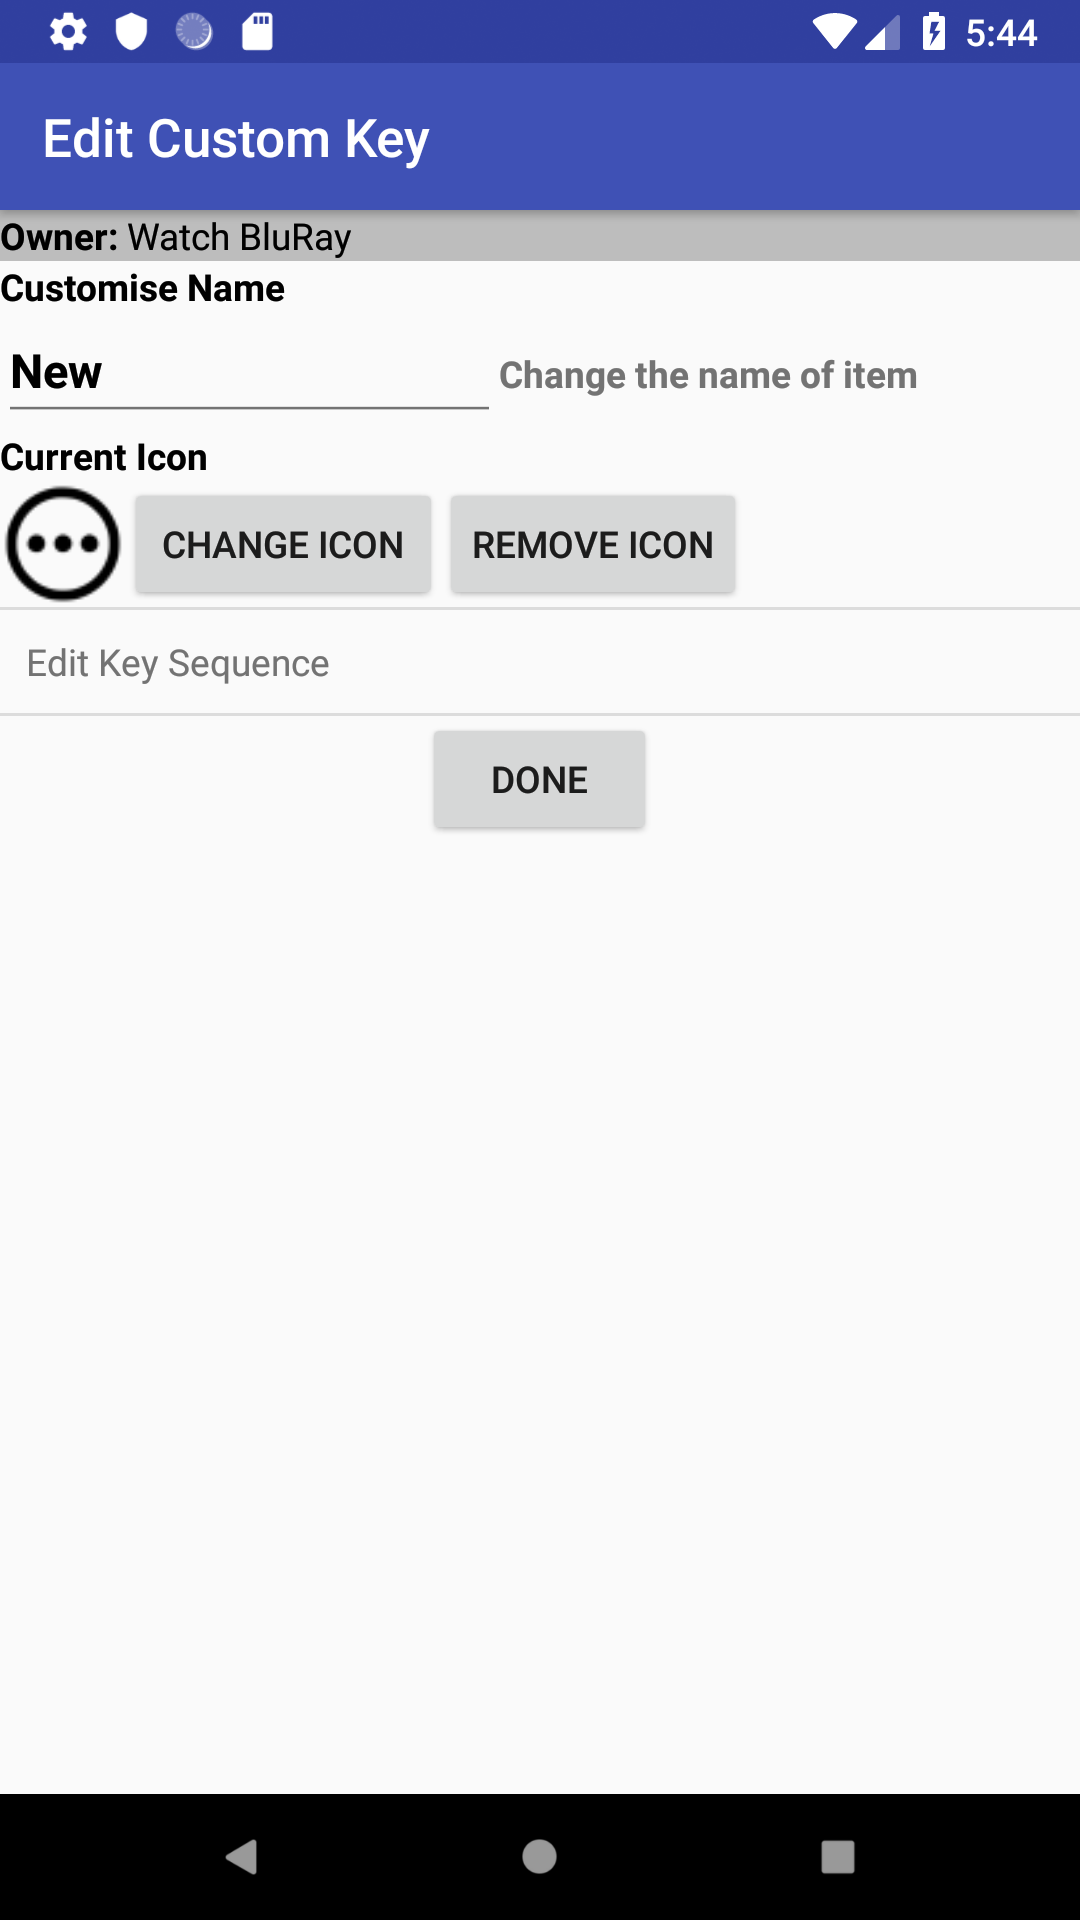 5:44
Edit Custom Key
Owner: Watch BluRay
Customise Name
New
Change the name of item
Current Icon
CHANGE ICON
REMOVE ICON
Edit Key Sequence
DONE